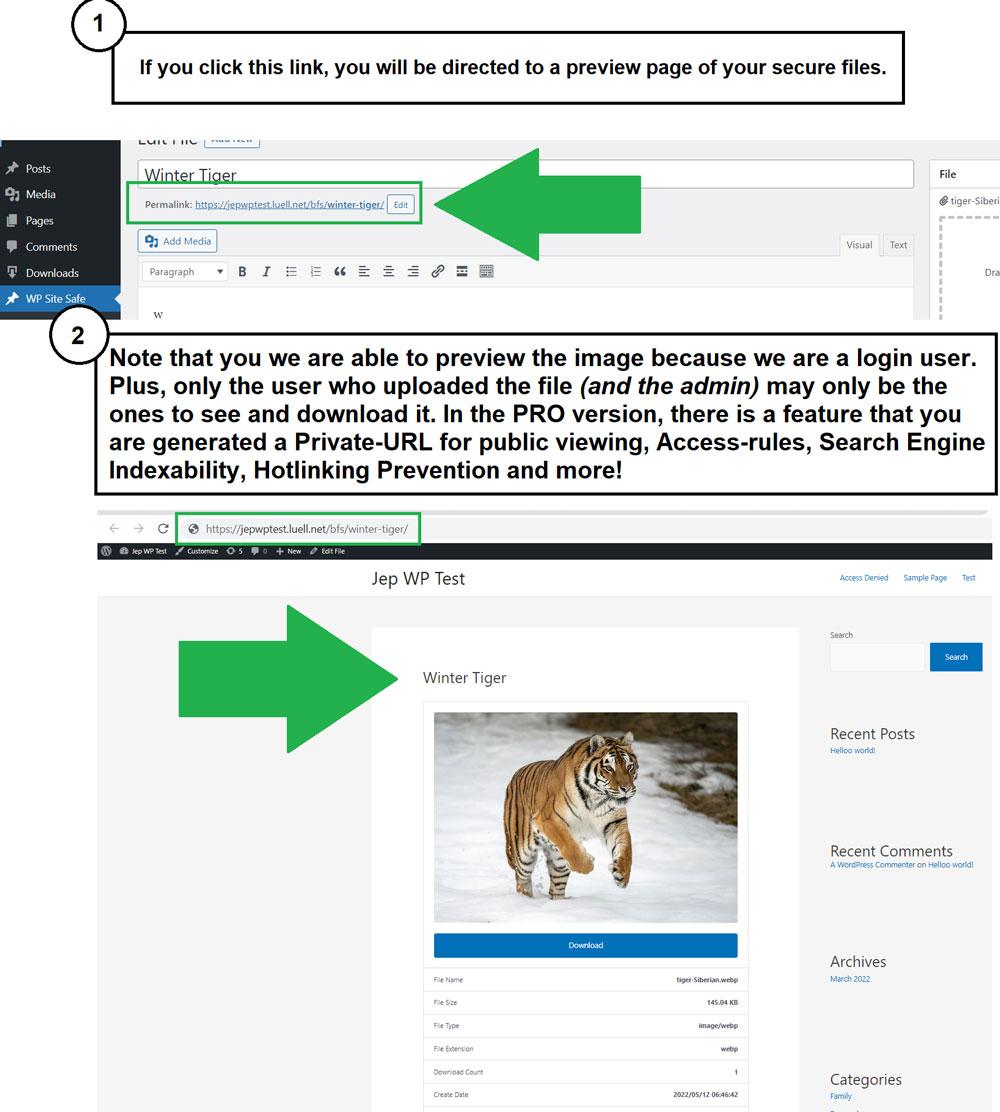 1
If you click this link, you will be directed to a preview page of your secure files.
Edit File Add New
Posts
Media
Pages
Comments
Downloads
WP Site Safe
Winter Tiger
Permalink: https://jepwptest.luell.net/bfs/winter-tiger/ Edit
Add Media
Visual Text
Paragraph B I
w
File
tiger-Siberi
Dra
2
Note that you we are able to preview the image because we are a login user.
Plus, only the user who uploaded the file (and the admin) may only be the
ones to see and download it. In the PRO version, there is a feature that you
are generated a Private-URL for public viewing, Access-rules, Search Engine
Indexability, Hotlinking Prevention and more!
https://jepwptest.luell.net/bfs/winter-tiger/
Jep WP Test Customize 5 0 New Edit File
Jep WP Test
Access Denied Sample Page Test
Winter Tiger
Download
File Name tiger-Siberian.webp
File Size 145.04 KB
File Type image/webp
File Extension webp
Download Count 1
Create Date 2022/05/12 06:46:42
Search
Search
Recent Posts
Helloo world!
Recent Comments
A WordPress Commenter on Helloo world!
Archives
March 2022
Categories
Family